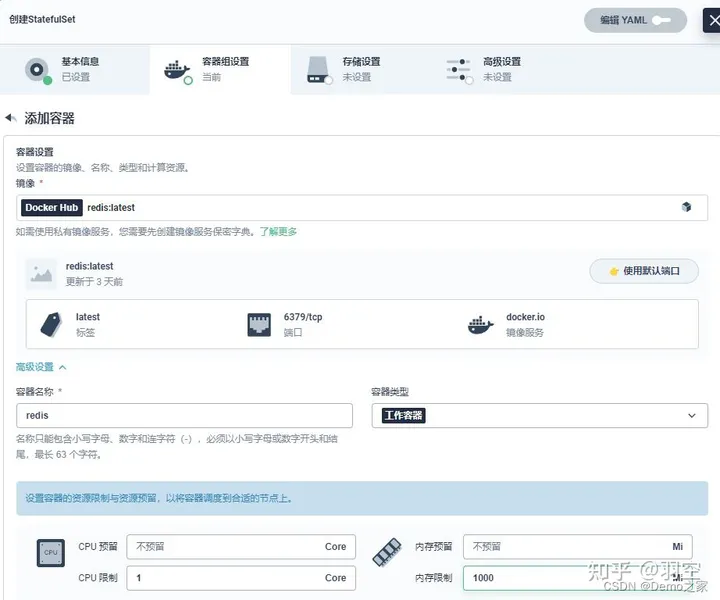 创建StatefulSet
编辑 YAML
基本信息
已设置
容器组设置
当前
存储设置
未设置
高级设置
未设置
添加容器
容器设置
设置容器的镜像、名称、类型和计算资源。
镜像 *
Docker Hub redis:latest
如需使用私有镜像服务，您需要先创建镜像服务保密字典。了解更多
redis:latest
更新于 3 天前
👉 使用默认端口
latest
标签
6379/tcp
端口
docker.io
镜像服务
高级设置
容器名称 *
redis
名称只能包含小写字母、数字和连字符（-），必须以小写字母或数字开头和结
尾，最长 63 个字符。
容器类型
工作容器
设置容器的资源限制与资源预留，以将容器调度到合适的节点上。
CPU
CPU 预留 不预留 Core
内存预留 不预留 Mi
CPU 限制 1 Core
内存限制 1000 Mi
知乎 @羽空
CSDN @Demo之家